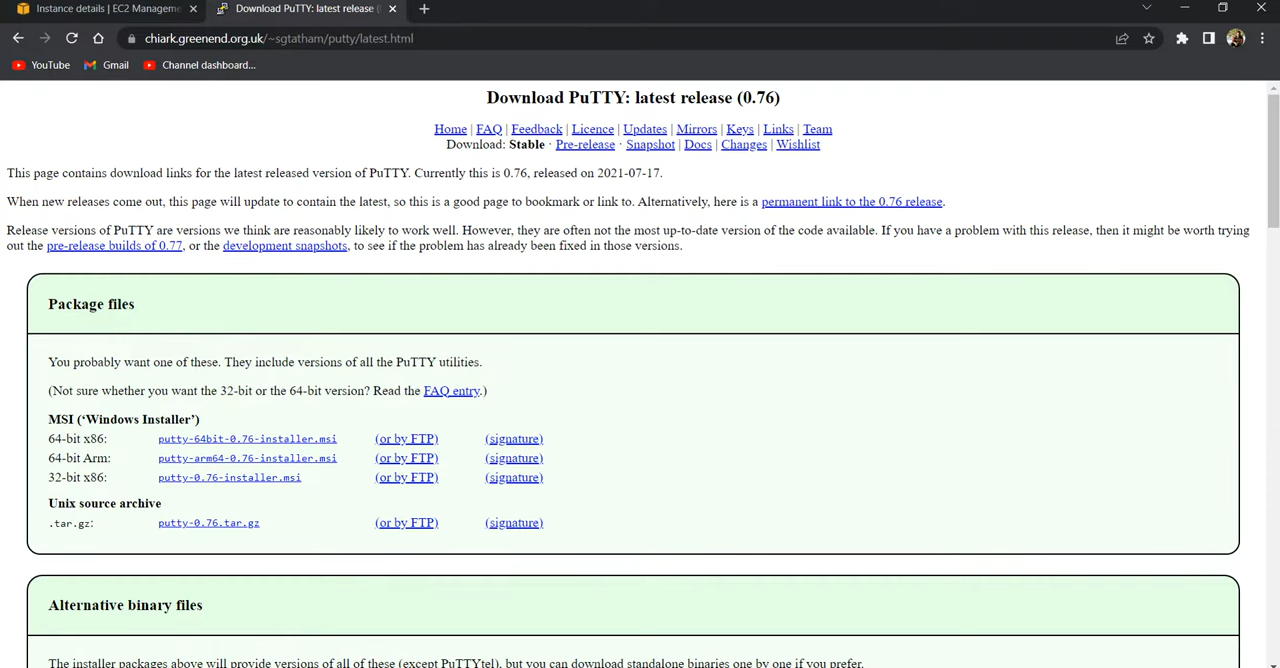 Instance details | EC2 Manageme
Download PuTTY: latest release (
chiark.greenend.org.uk/~sgtatham/putty/latest.html
YouTube Gmail Channel dashboard...
Download PuTTY: latest release (0.76)
Home | FAQ | Feedback | Licence | Updates | Mirrors | Keys | Links | Team
Download: Stable · Pre-release · Snapshot | Docs | Changes | Wishlist
This page contains download links for the latest released version of PuTTY. Currently this is 0.76, released on 2021-07-17.
When new releases come out, this page will update to contain the latest, so this is a good page to bookmark or link to. Alternatively, here is a permanent link to the 0.76 release.
Release versions of PuTTY are versions we think are reasonably likely to work well. However, they are often not the most up-to-date version of the code available. If you have a problem with this release, then it might be worth trying
out the pre-release builds of 0.77, or the development snapshots, to see if the problem has already been fixed in those versions.
Package files
You probably want one of these. They include versions of all the PuTTY utilities.
(Not sure whether you want the 32-bit or the 64-bit version? Read the FAQ entry.)
MSI (‘Windows Installer’)
64-bit x86: putty-64bit-0.76-installer.msi (or by FTP) (signature)
64-bit Arm: putty-arm64-0.76-installer.msi (or by FTP) (signature)
32-bit x86: putty-0.76-installer.msi (or by FTP) (signature)
Unix source archive
.tar.gz: putty-0.76.tar.gz (or by FTP) (signature)
Alternative binary files
The installer packages above will provide versions of all of these (except PuTTYtel), but you can download standalone binaries one by one if you prefer.